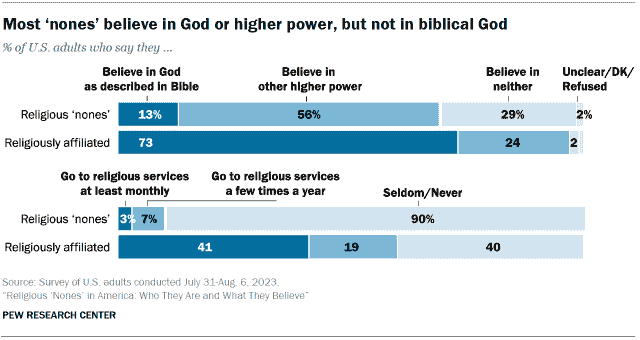 Most ‘nones’ believe in God or higher power, but not in biblical God
% of U.S. adults who say they ...
Believe in God as described in Bible
Believe in other higher power
Believe in neither
Unclear/DK/Refused
Religious ‘nones’ 13% 56% 29% 2%
Religiously affiliated 73 24 2
Go to religious services at least monthly
Go to religious services a few times a year
Seldom/Never
Religious ‘nones’ 3% 7% 90%
Religiously affiliated 41 19 40
Source: Survey of U.S. adults conducted July 31-Aug. 6, 2023.
“Religious ‘Nones’ in America: Who They Are and What They Believe”
PEW RESEARCH CENTER